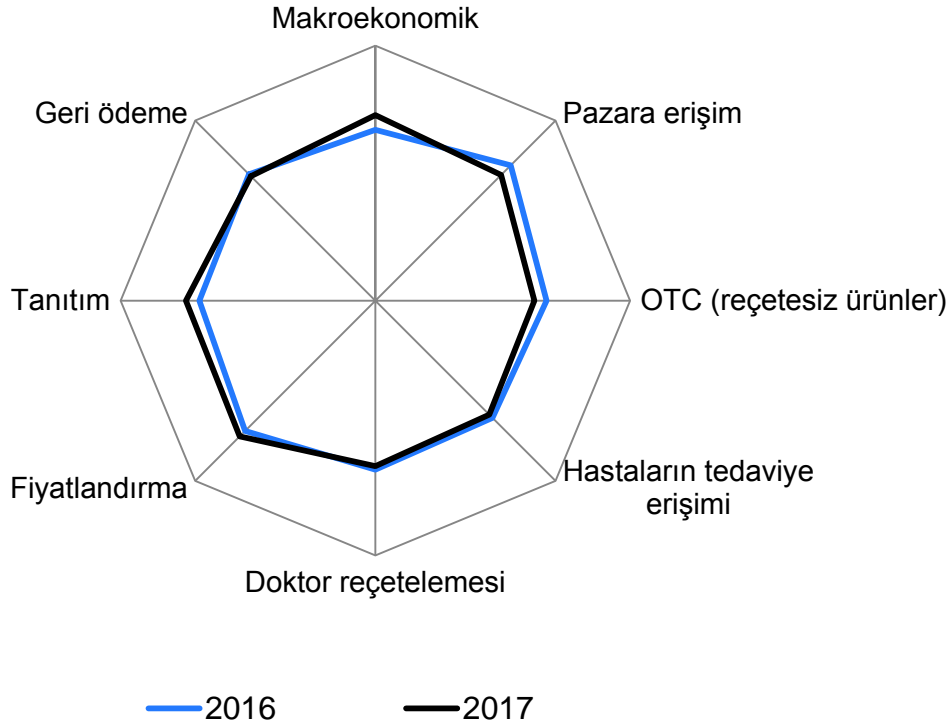 Makroekonomik
Geri ödeme
Pazara erişim
Tanıtım
OTC (reçetesiz ürünler)
Fiyatlandırma
Hastaların tedaviye
erişimi
Doktor reçetelemesi
2016
2017